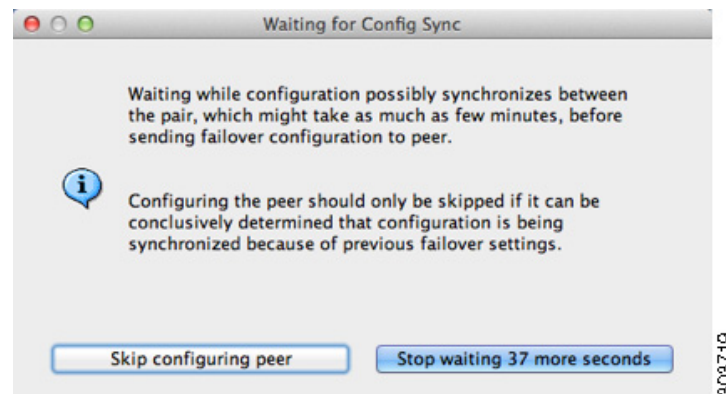 Waiting for Config Sync
Waiting while configuration possibly synchronizes between
the pair, which might take as much as few minutes, before
sending failover configuration to peer.
Configuring the peer should only be skipped if it can be
conclusively determined that configuration is being
synchronized because of previous failover settings.
Skip configuring peer
Stop waiting 37 more seconds